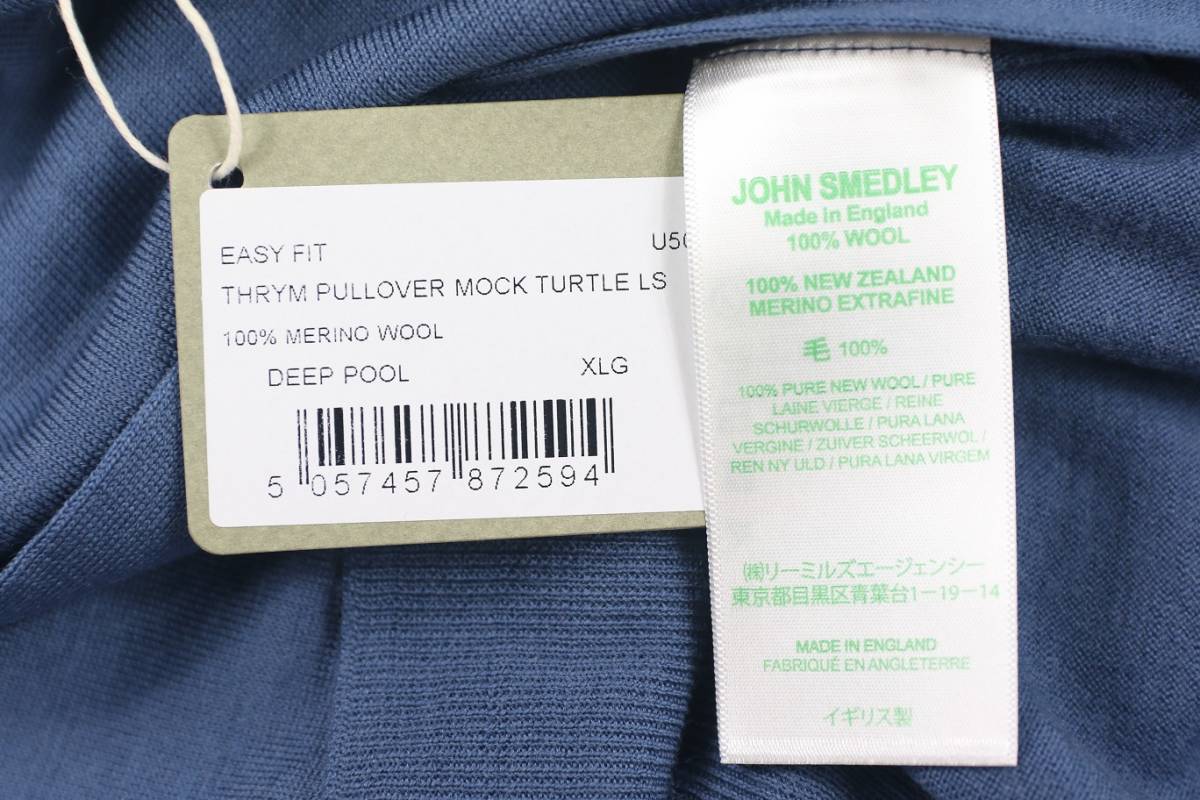 EASY FIT
THRYM PULLOVER MOCK TURTLE LS
100% MERINO WOOL
DEEP POOL XLG
5 057457 872594
JOHN SMEDLEY
Made in England
100% WOOL
100% NEW ZEALAND
MERINO EXTRAFINE
毛 100%
100% PURE NEW WOOL / PURE
LAINE VIERGE / REINE
SCHURWOLLE / PURA LANA
VERGINE / ZUIVER SCHEERWOL /
REN NY ULD / PURA LANA VIRGEM
㈱リーミルズエージェンシー
東京都目黒区青葉台1-19-14
MADE IN ENGLAND
FABRIQUÉ EN ANGLETERRE
イギリス製